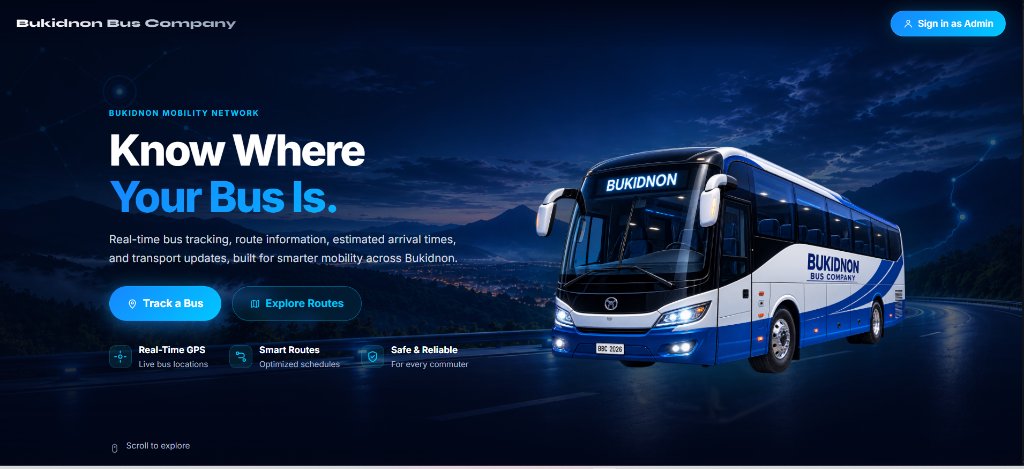 Bukidnon Bus Company
Sign in as Admin
BUKIDNON MOBILITY NETWORK
Know Where
Your Bus Is.
Real-time bus tracking, route information, estimated arrival times,
and transport updates, built for smarter mobility across Bukidnon.
Track a Bus
Explore Routes
Real-Time GPS
Live bus locations
Smart Routes
Optimized schedules
Safe & Reliable
For every commuter
Scroll to explore
BUKIDNON
BUKIDNON
BUS COMPANY
BBC 2026